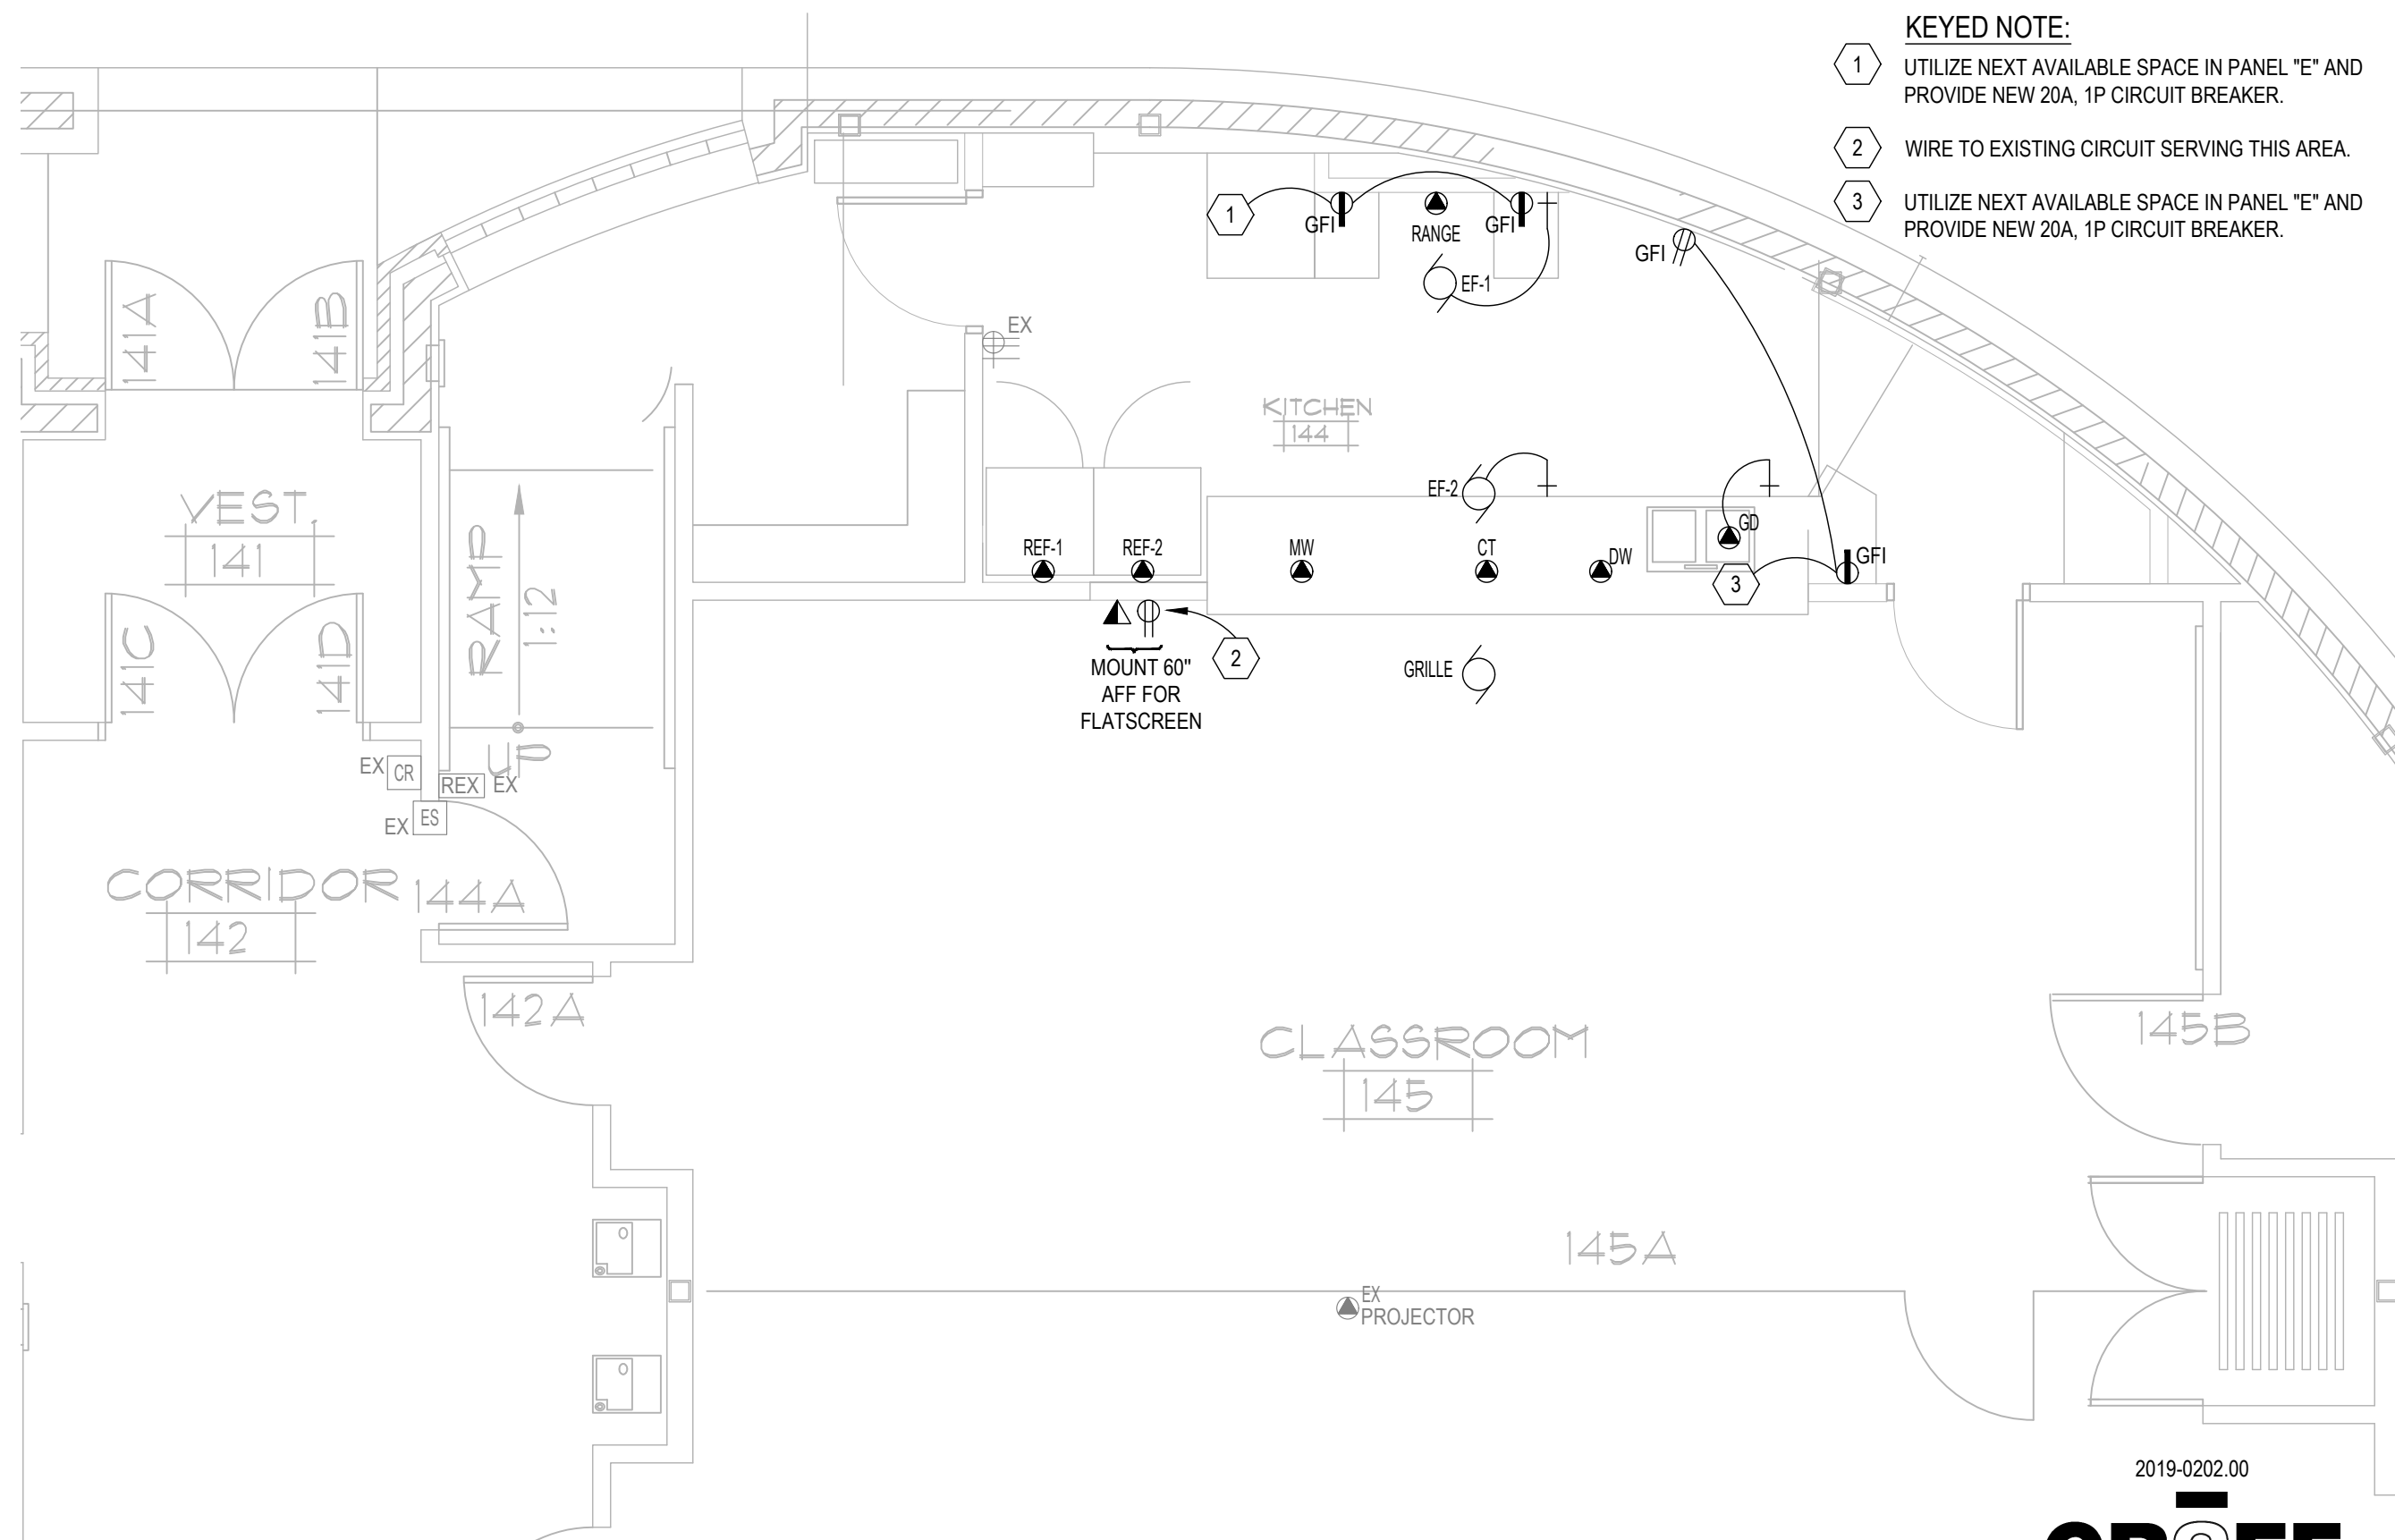 KEYED NOTE:
1 UTILIZE NEXT AVAILABLE SPACE IN PANEL "E" AND
PROVIDE NEW 20A, 1P CIRCUIT BREAKER.
2 WIRE TO EXISTING CIRCUIT SERVING THIS AREA.
3 UTILIZE NEXT AVAILABLE SPACE IN PANEL "E" AND
PROVIDE NEW 20A, 1P CIRCUIT BREAKER.
1
GFI
RANGE
GFI
GFI
EF-1
141A
141B
EX
KITCHEN
144
VEST.
141
RAMP
1:12
UP
EF-2
GD
REF-1
REF-2
MW
CT
DW
3
GFI
MOUNT 60"
AFF FOR
FLATSCREEN
2
GRILLE
141C
141D
EX
CR
REX
EX
EX
ES
CORRIDOR
142
144A
142A
CLASSROOM
145
145B
145A
EX
PROJECTOR
2019-0202.00